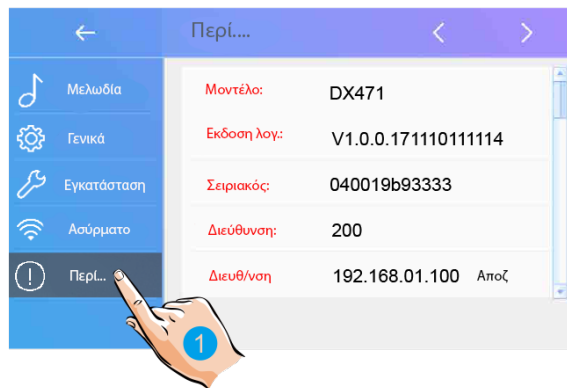 Περί....
Μελωδία
Γενικά
Εγκατάσταση
Ασύρματο
Περί...
Μοντέλο: DX471
Εκδοση λογ.: V1.0.0.171110111114
Σειριακός: 040019b93333
Διεύθυνση: 200
Διευθ/νση 192.168.01.100 Αποζ
1